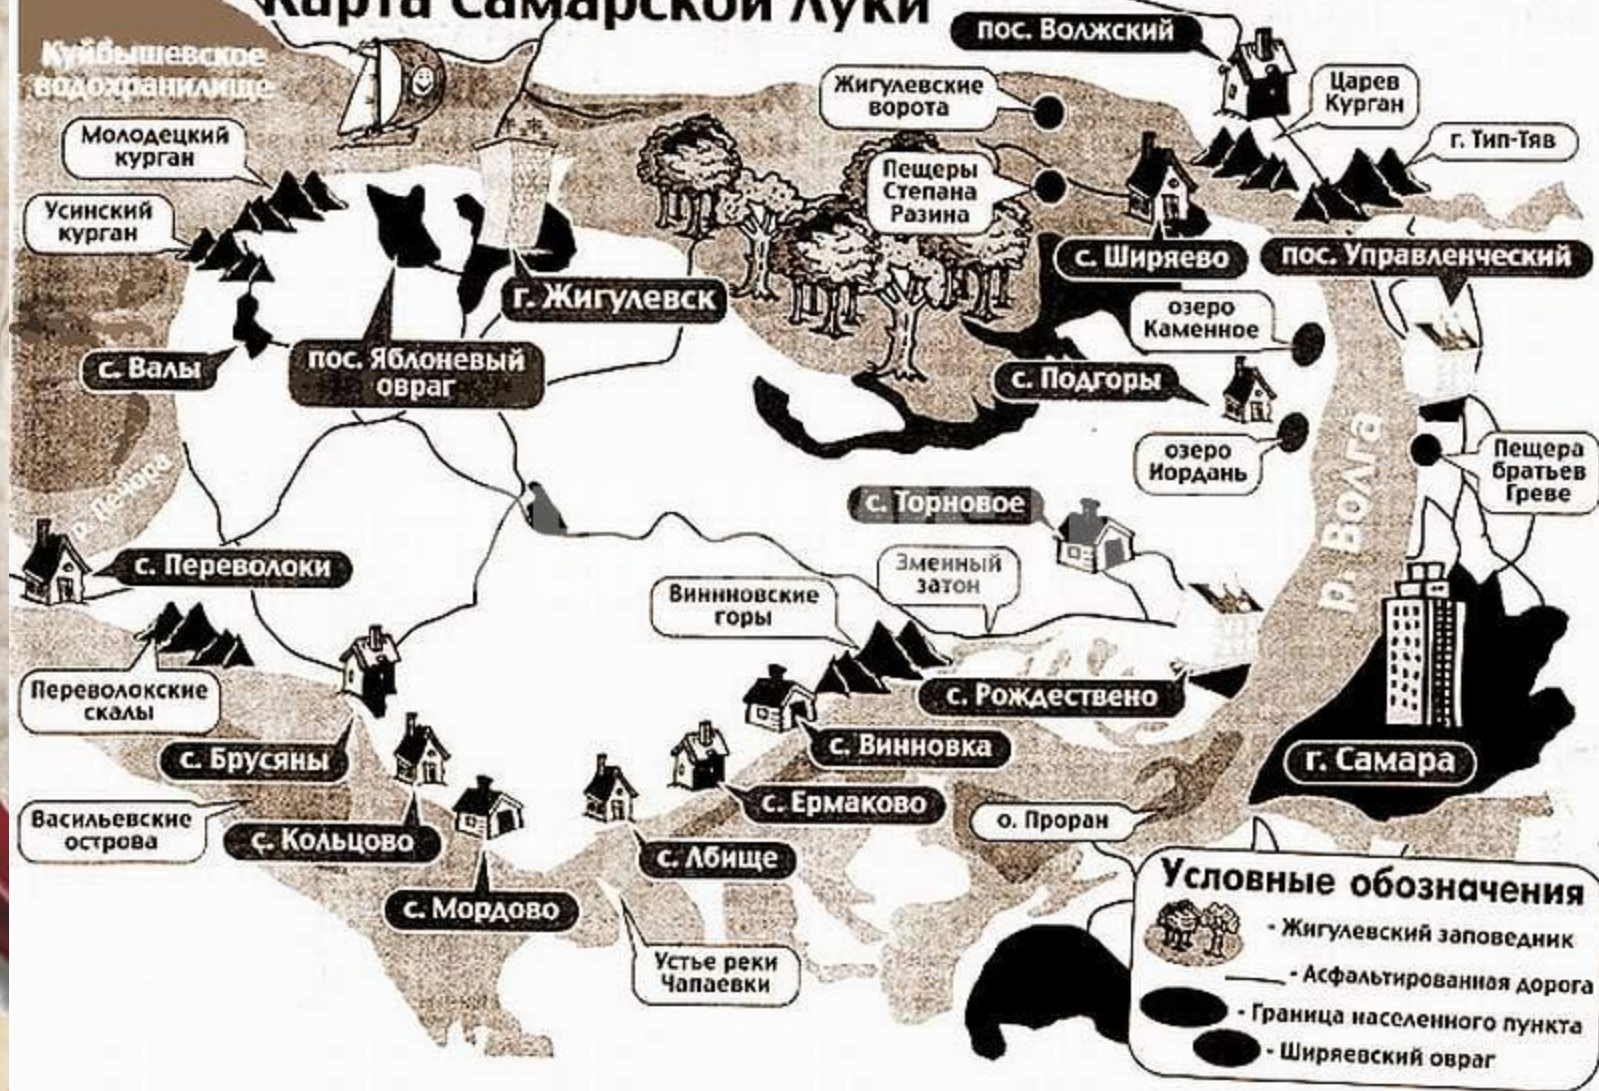 Карта Самарской Луки
Куйбышевское
водохранилище
пос. Волжский
Жигулевские
ворота
Царев
Курган
Молодецкий
курган
г. Тип-Тяв
Пещеры
Степана
Разина
Усинский
курган
с. Ширяево
пос. Управленческий
г. Жигулевск
озеро
Каменное
с. Валы
пос. Яблоневый
овраг
с. Подгоры
р. Волга
озеро
Иордань
Пещера
братьев
Греве
р. Печора
с. Торновое
с. Переволоки
Змеиный
затон
Виннновские
горы
Переволокские
скалы
с. Рождествено
с. Брусяны
с. Винновка
г. Самара
Васильевские
острова
с. Кольцово
с. Ермаково
о. Проран
с. Лбище
с. Мордово
Устье реки
Чапаевки
Условные обозначения
- Жигулевский заповедник
- Асфальтированная дорога
- Граница населенного пункта
- Ширяевский овраг